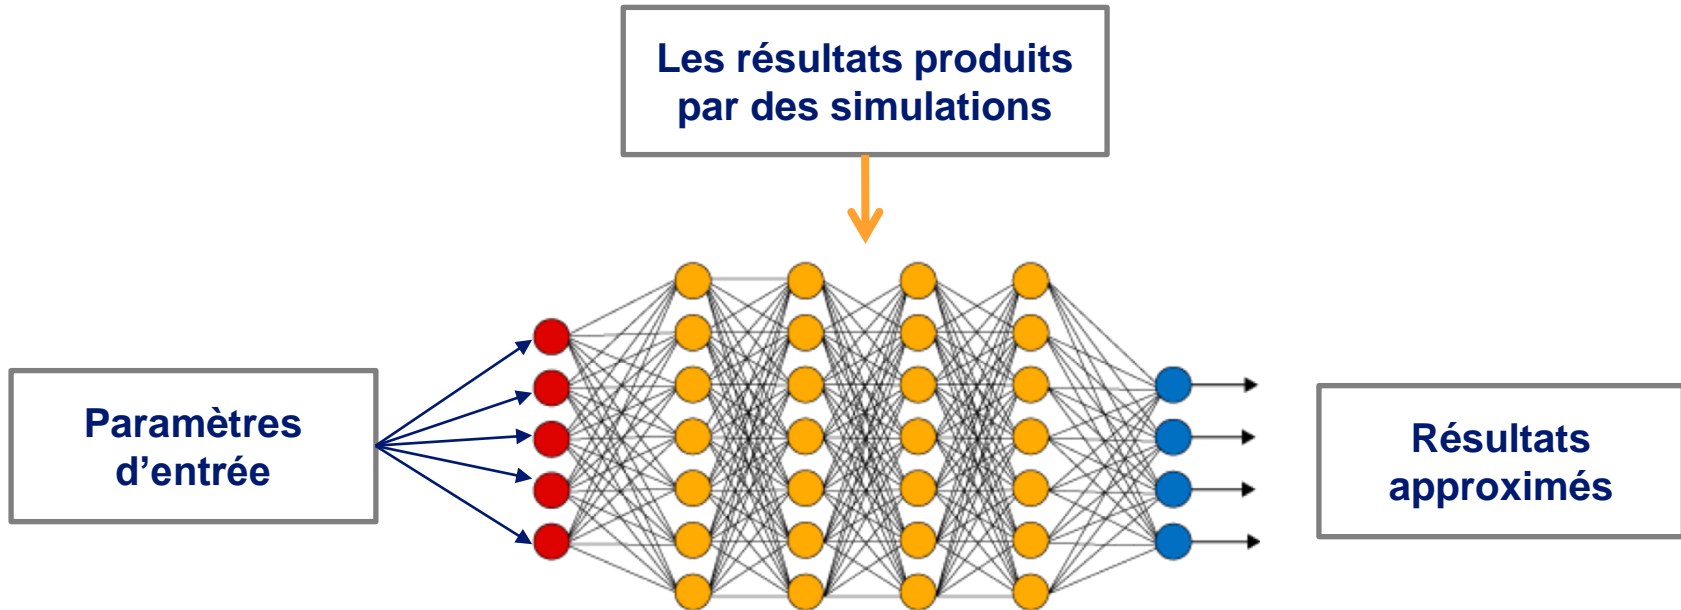 Les résultats produits
par des simulations
Paramètres
d’entrée
Résultats
approximés